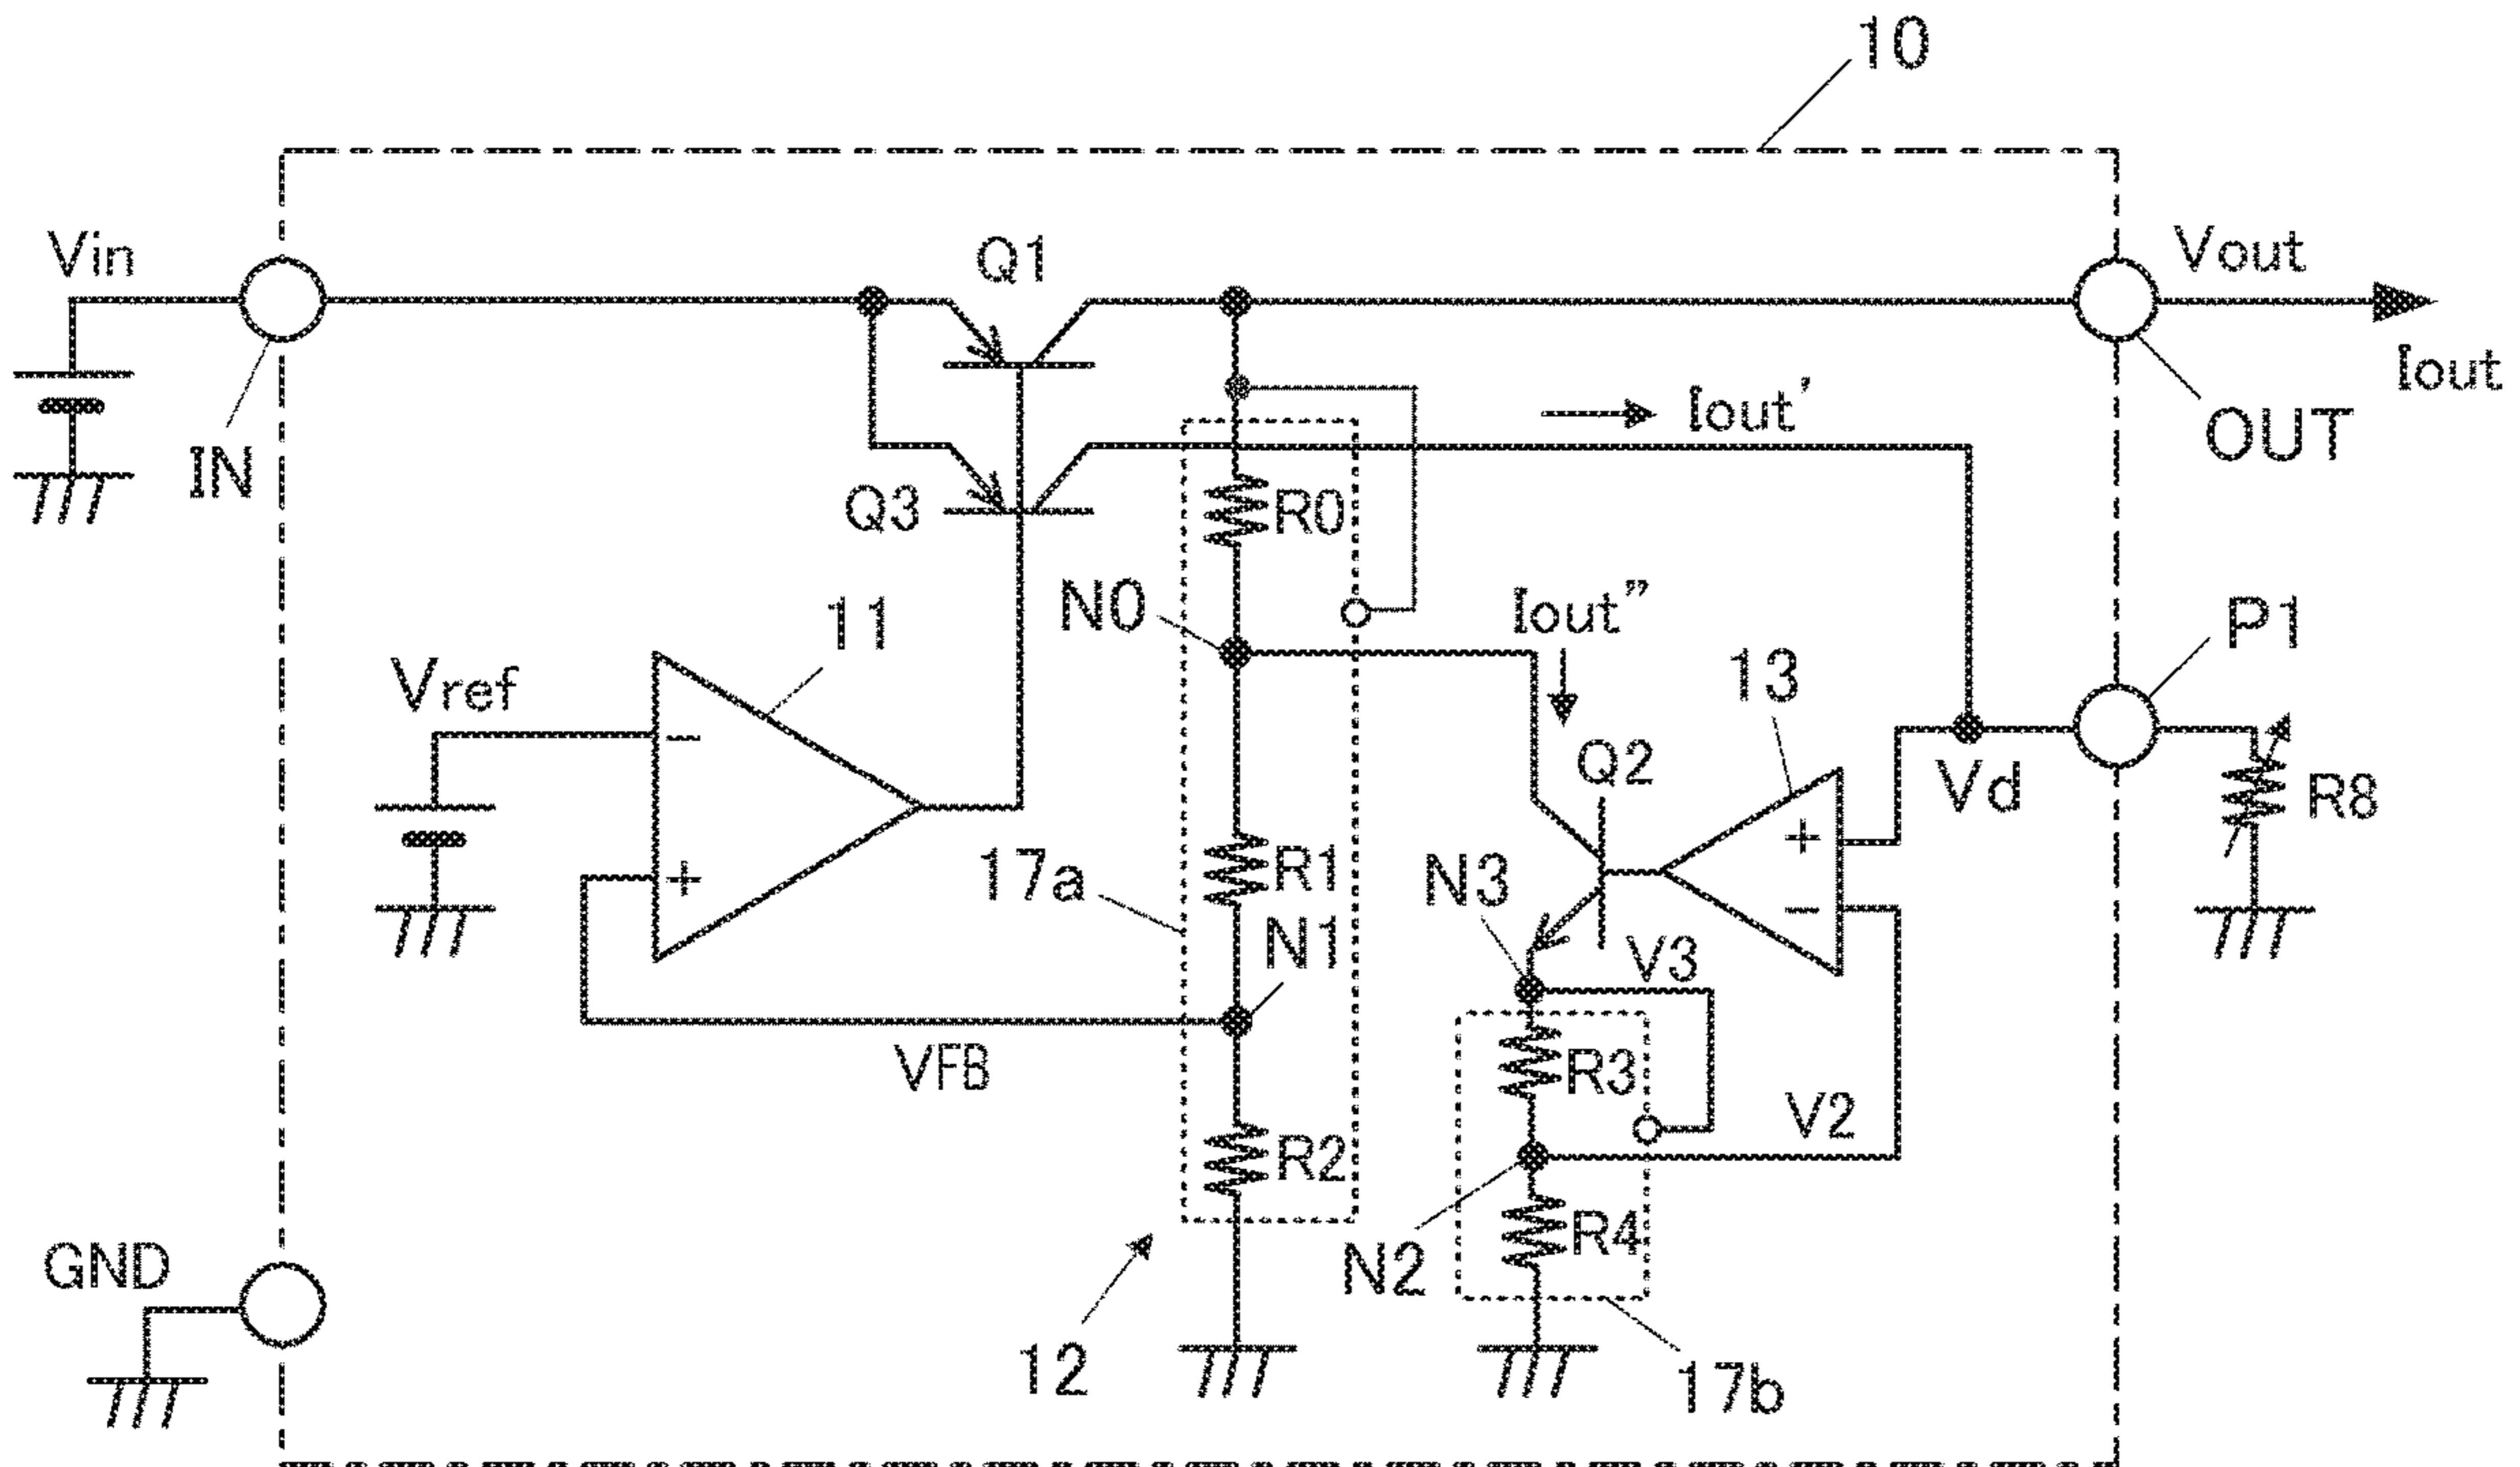 10
Vin
Q1
Vout
Iout
IN
Iout'
OUT
Q3
R0
N0
Iout"
P1
11
Vref
13
Q2
Vd
R8
−
+
+
−
17a
R1
N3
N1
V3
VFB
R3
V2
R2
R4
GND
N2
12
17b